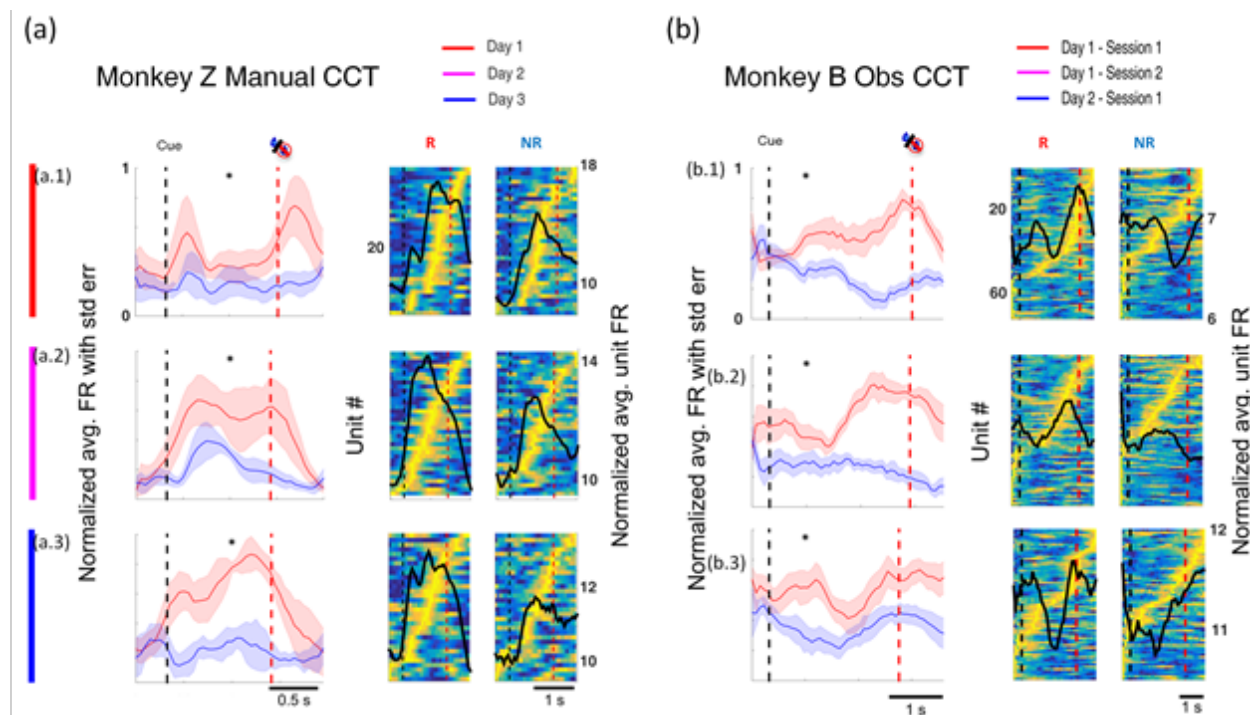 (a)
Day 1
Day 2
Day 3
Monkey Z Manual CCT
Cue
R
NR
(a.1)
1
0
20
18
10
(a.2)
14
10
(a.3)
12
10
Normalized avg. FR with std err
Unit #
Normalized avg. unit FR
0.5 s
1 s
(b)
Day 1 - Session 1
Day 1 - Session 2
Day 2 - Session 1
Monkey B Obs CCT
Cue
R
NR
(b.1)
1
0
20
60
7
6
(b.2)
(b.3)
12
11
Normalized avg. FR with std err
Unit #
Normalized avg. unit FR
1 s
1 s